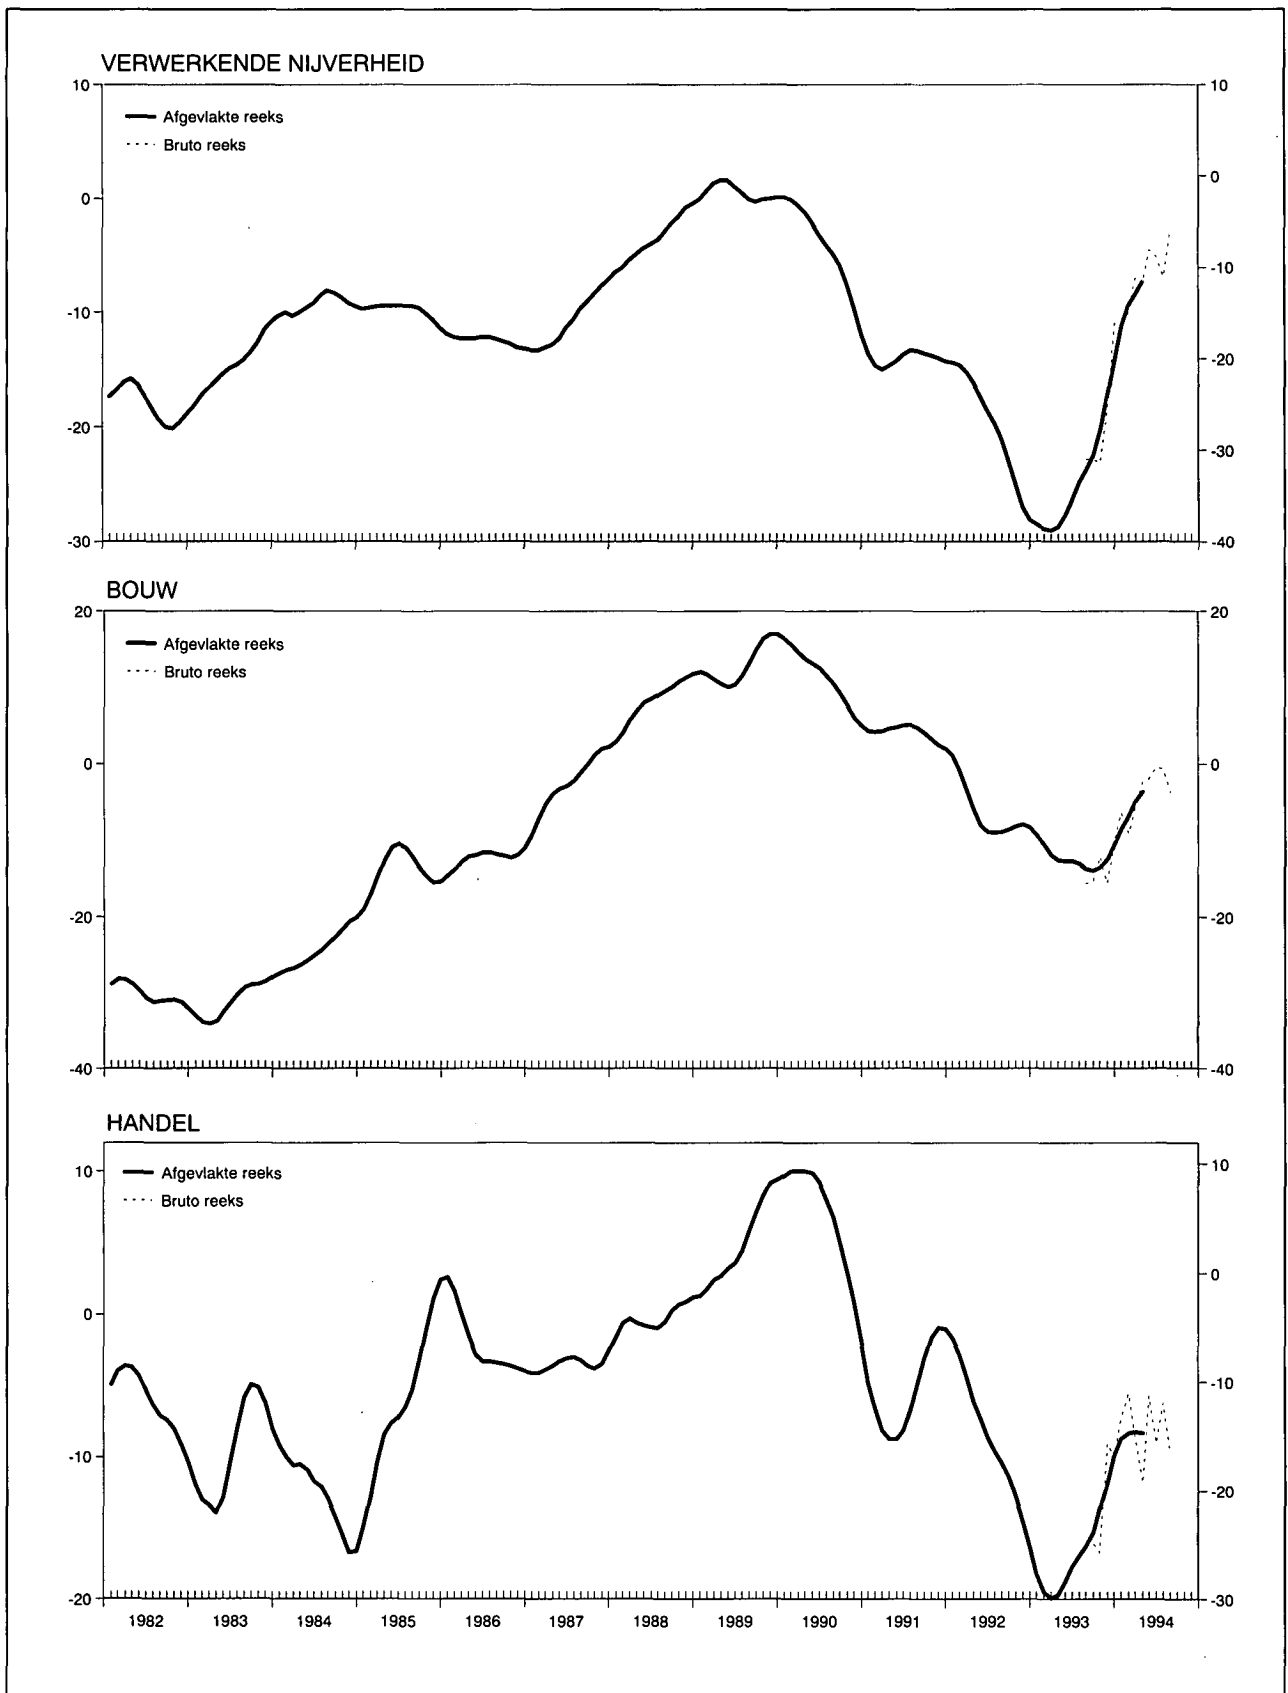 VERWERKENDE NIJVERHEID
10 10
Afgevlakte reeks
Bruto reeks
0 0
-10 -10
-20 -20
-30
-30 -40
BOUW
20 20
Afgevlakte reeks
Bruto reeks
0 0
-20 -20
-40 -40
HANDEL
10 10
Afgevlakte reeks
Bruto reeks
0 0
-10 -10
-20
-20 -30
1982 1983 1984 1985 1986 1987 1988 1989 1990 1991 1992 1993 1994